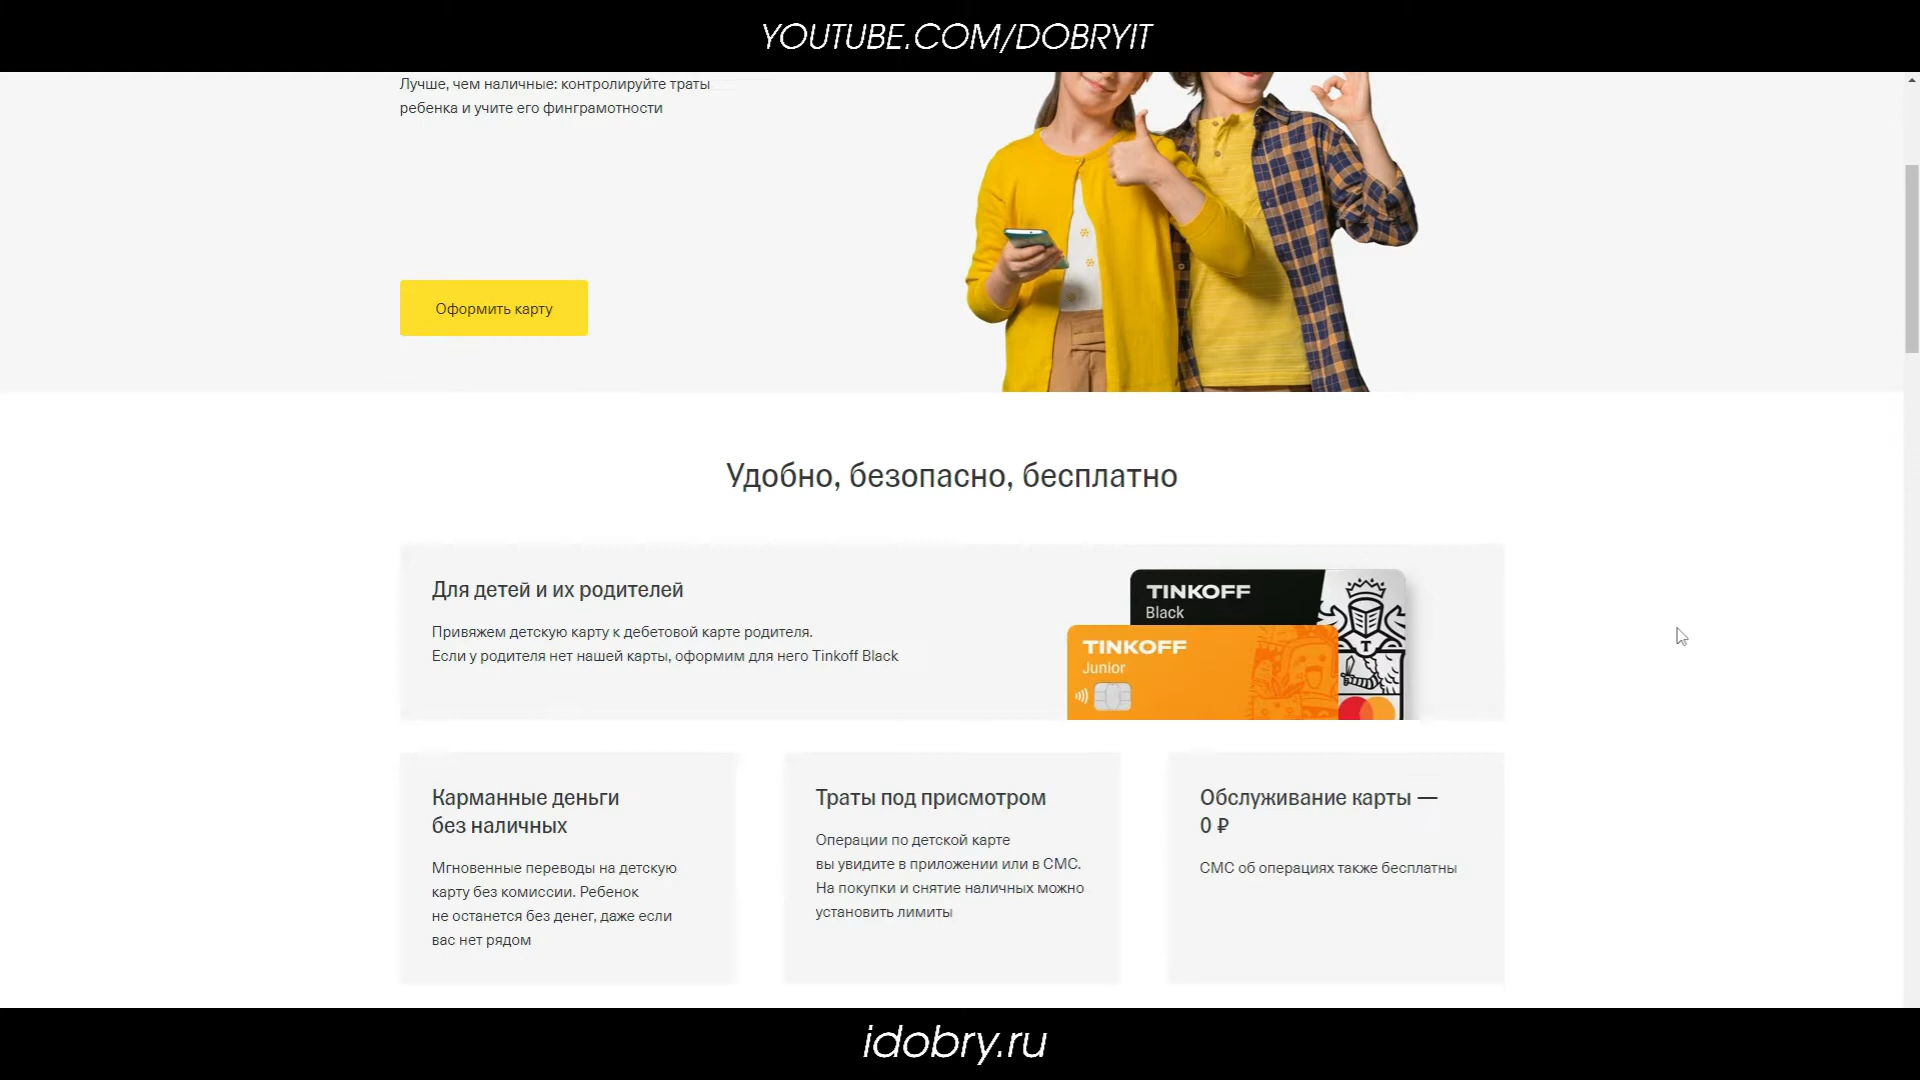 YOUTUBE.COM/DOBRYIT
Лучше, чем наличные: контролируйте траты
ребенка и учите его финграмотности
Оформить карту
Удобно, безопасно, бесплатно
Для детей и их родителей
Привяжем детскую карту к дебетовой карте родителя.
Если у родителя нет нашей карты, оформим для него Tinkoff Black
TINKOFF
Black
TINKOFF
Junior
T
Карманные деньги
без наличных
Мгновенные переводы на детскую
карту без комиссии. Ребенок
не останется без денег, даже если
вас нет рядом
Траты под присмотром
Операции по детской карте
вы увидите в приложении или в СМС.
На покупки и снятие наличных можно
установить лимиты
Обслуживание карты —
0 ₽
СМС об операциях также бесплатны
idobry.ru